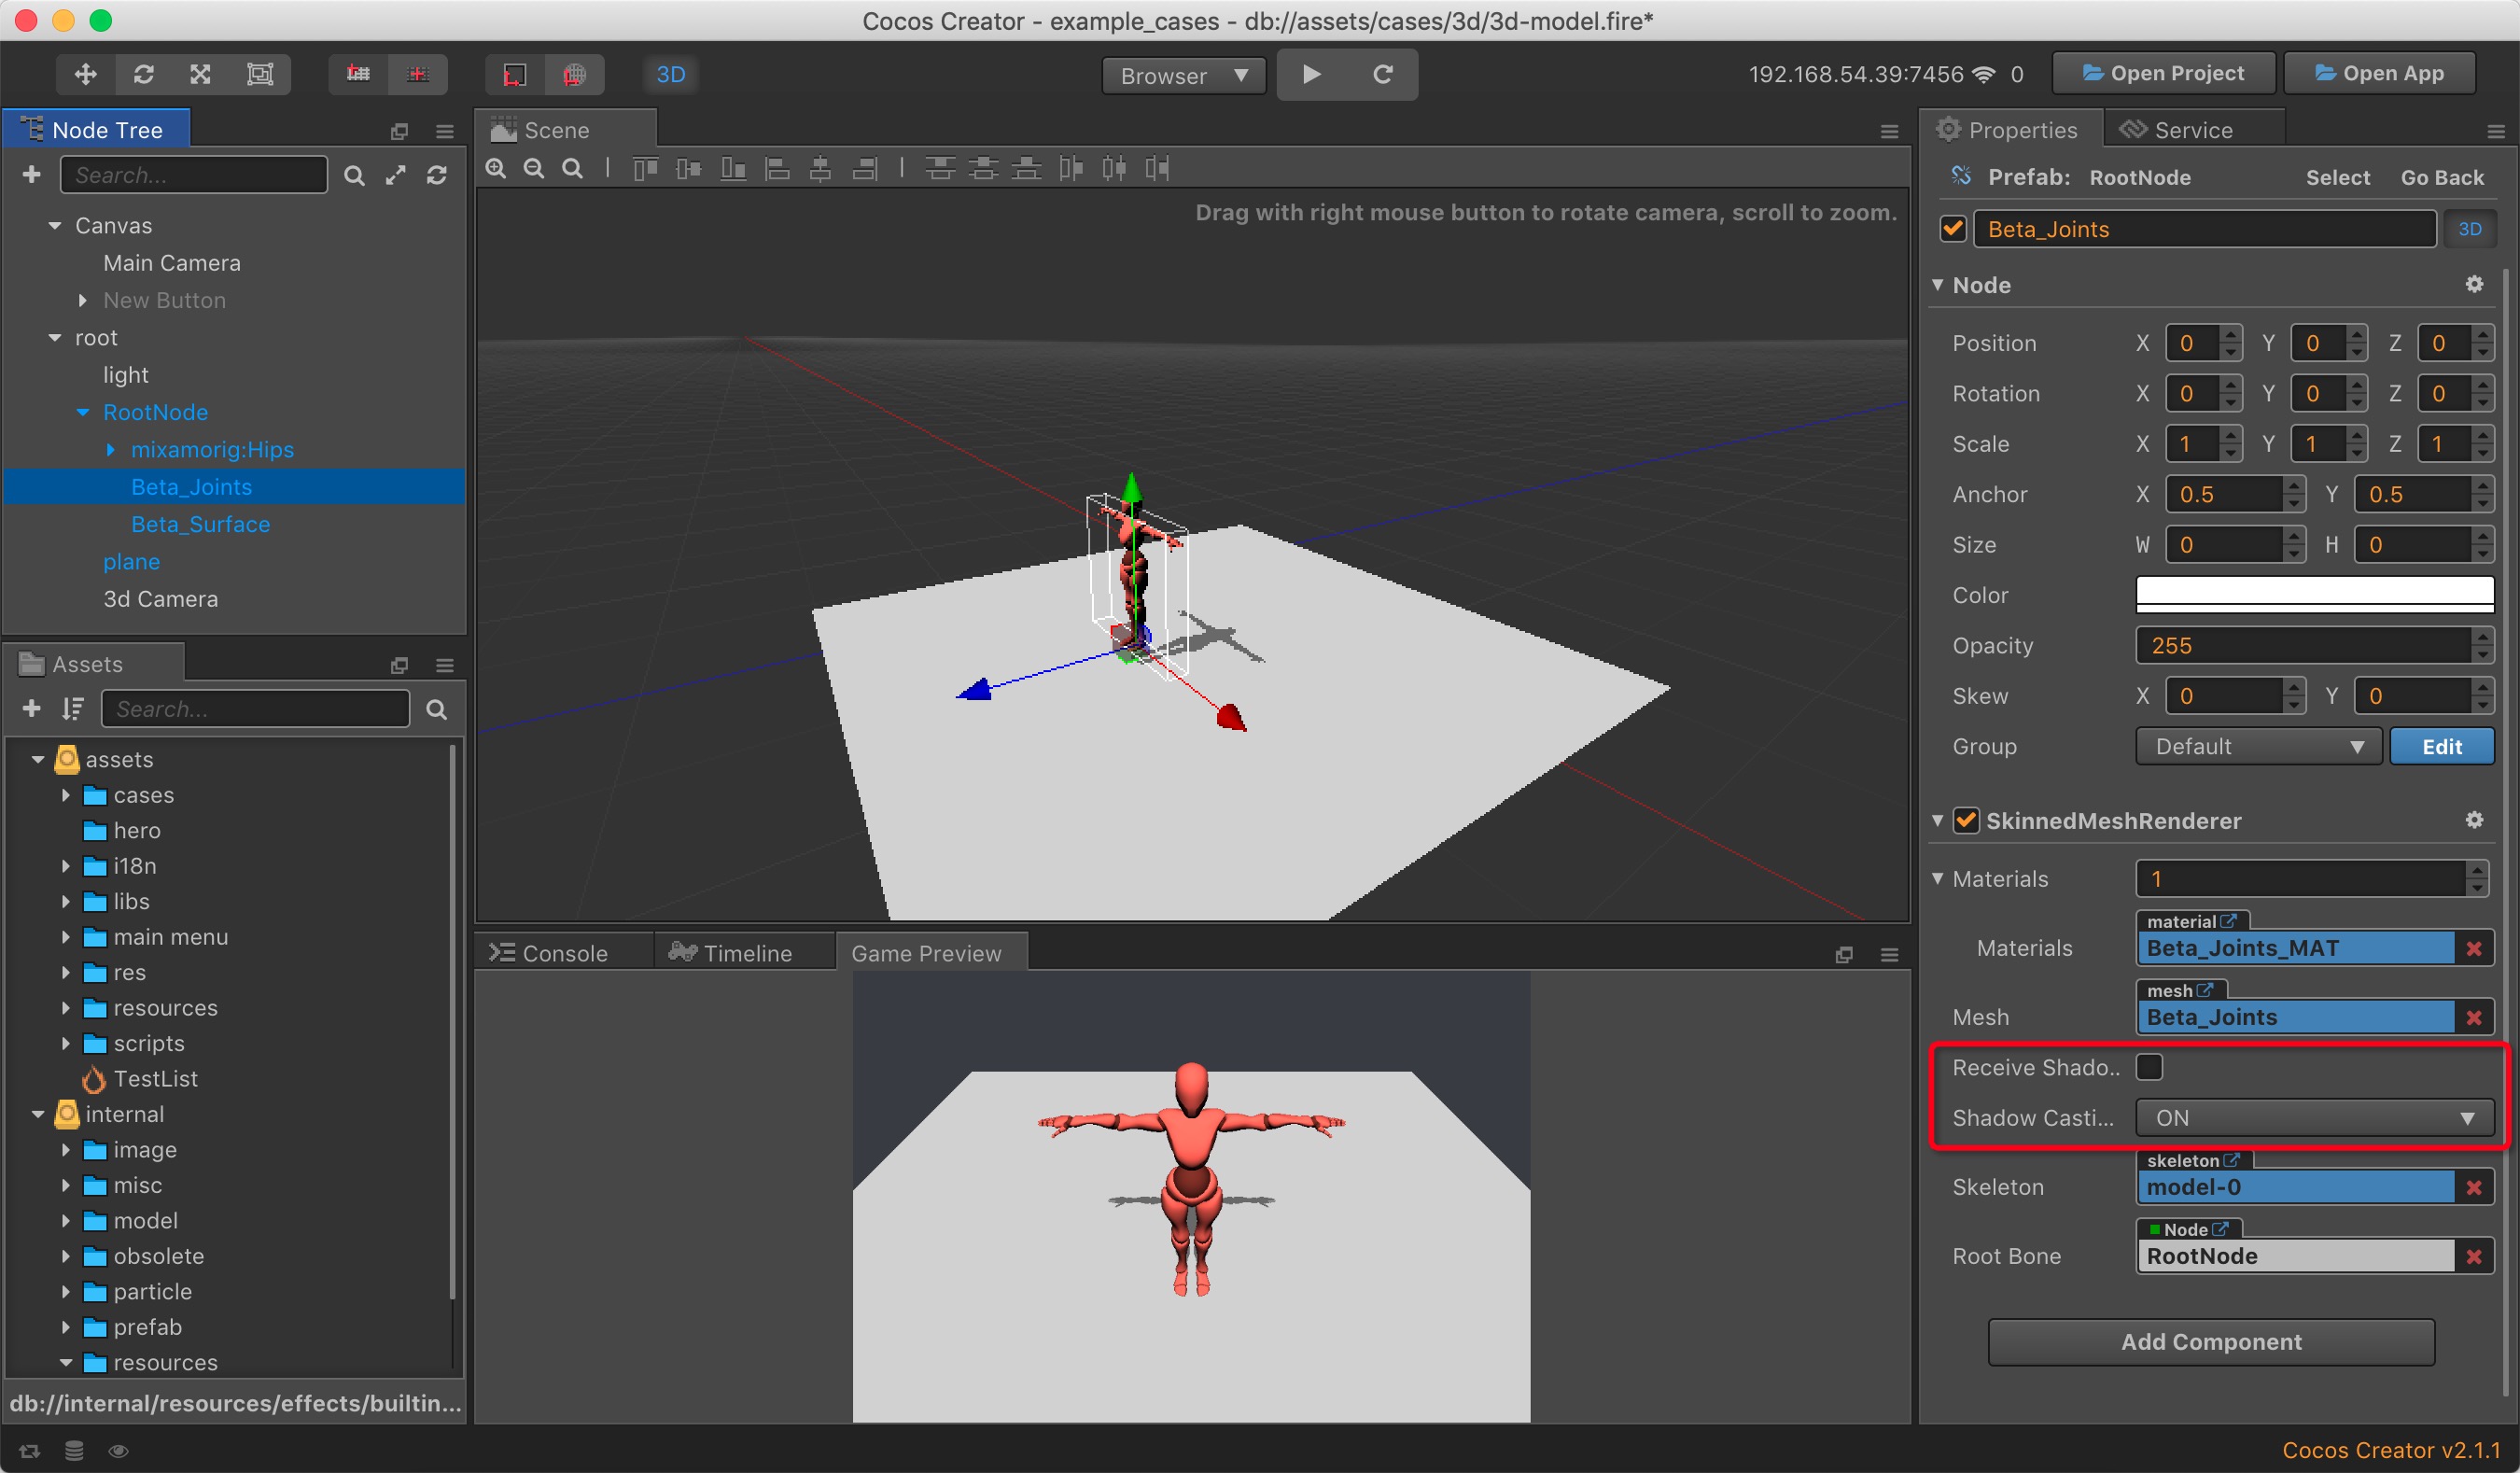 Cocos Creator - example_cases - db://assets/cases/3d/3d-model.fire*
3D
Browser
192.168.54.39:7456 0
Open Project
Open App
Node Tree
Search...
Canvas
Main Camera
New Button
root
light
RootNode
mixamorig:Hips
Beta_Joints
Beta_Surface
plane
3d Camera
Assets
Search...
assets
cases
hero
i18n
libs
main menu
res
resources
scripts
TestList
internal
image
misc
model
obsolete
particle
prefab
resources
db://internal/resources/effects/builtin...
Scene
Drag with right mouse button to rotate camera, scroll to zoom.
Console
Timeline
Game Preview
Properties
Service
Prefab: RootNode Select Go Back
Beta_Joints 3D
Node
Position X 0 Y 0 Z 0
Rotation X 0 Y 0 Z 0
Scale X 1 Y 1 Z 1
Anchor X 0.5 Y 0.5
Size W 0 H 0
Color
Opacity 255
Skew X 0 Y 0
Group Default Edit
SkinnedMeshRenderer
Materials 1
material
Materials Beta_Joints_MAT
mesh
Mesh Beta_Joints
Receive Shado..
Shadow Casti... ON
skeleton
Skeleton model-0
Node
Root Bone RootNode
Add Component
Cocos Creator v2.1.1